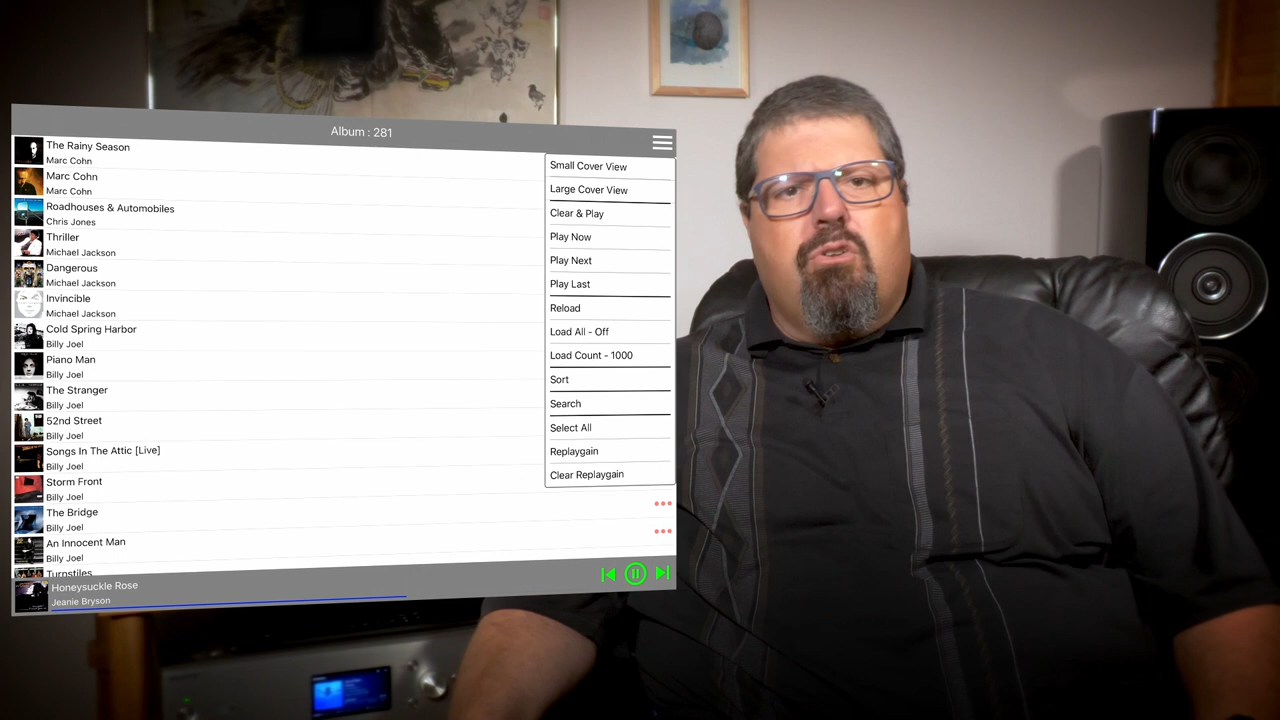 Album : 281
The Rainy Season
Marc Cohn
Marc Cohn
Marc Cohn
Roadhouses & Automobiles
Chris Jones
Thriller
Michael Jackson
Dangerous
Michael Jackson
Invincible
Michael Jackson
Cold Spring Harbor
Billy Joel
Piano Man
Billy Joel
The Stranger
Billy Joel
52nd Street
Billy Joel
Songs In The Attic [Live]
Billy Joel
Storm Front
Billy Joel
The Bridge
Billy Joel
An Innocent Man
Billy Joel
Turnstiles
Small Cover View
Large Cover View
Clear & Play
Play Now
Play Next
Play Last
Reload
Load All - Off
Load Count - 1000
Sort
Search
Select All
Replaygain
Clear Replaygain
Honeysuckle Rose
Jeanie Bryson